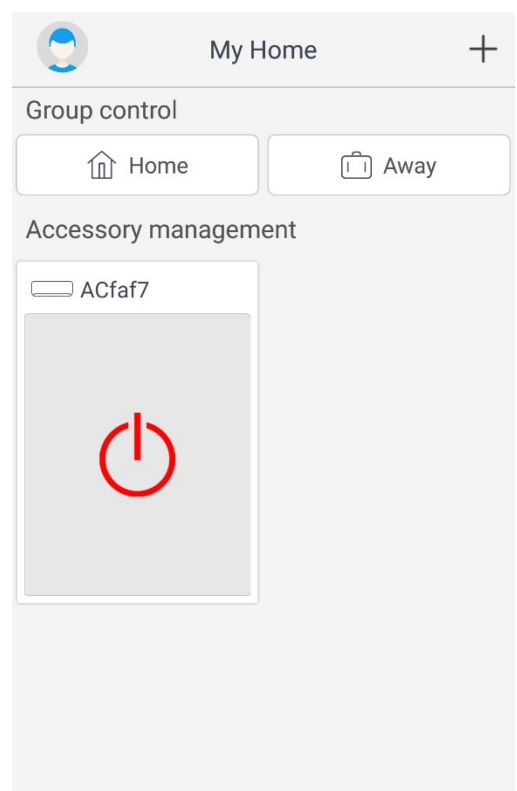 My Home
Group control
Home
Away
Accessory management
ACfaf7